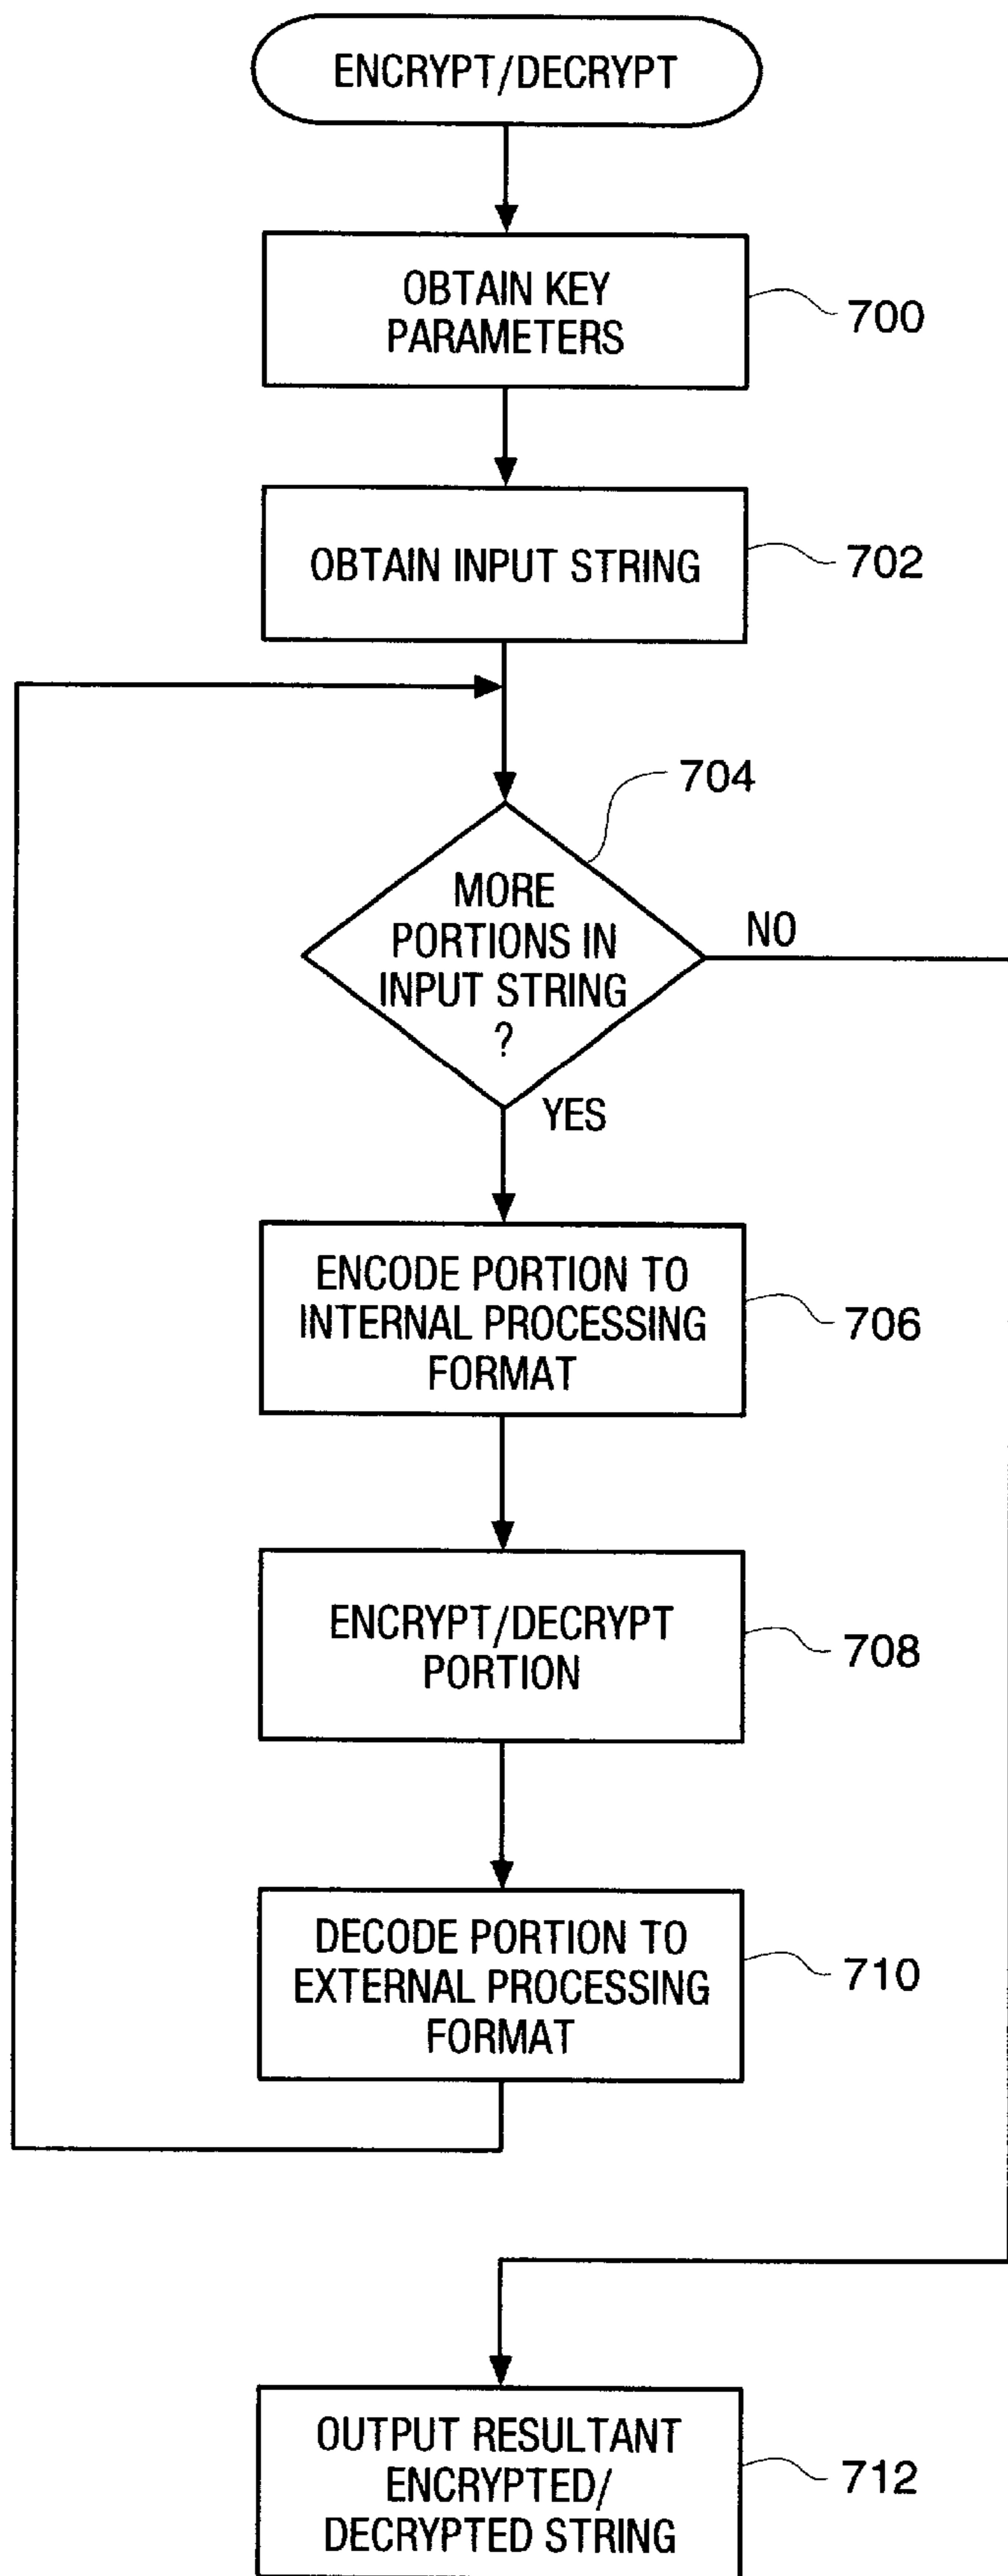 ENCRYPT/DECRYPT
OBTAIN KEY
PARAMETERS
700
OBTAIN INPUT STRING
702
704
MORE
PORTIONS IN
INPUT STRING
?
NO
YES
ENCODE PORTION TO
INTERNAL PROCESSING
FORMAT
706
ENCRYPT/DECRYPT
PORTION
708
DECODE PORTION TO
EXTERNAL PROCESSING
FORMAT
710
OUTPUT RESULTANT
ENCRYPTED/
DECRYPTED STRING
712